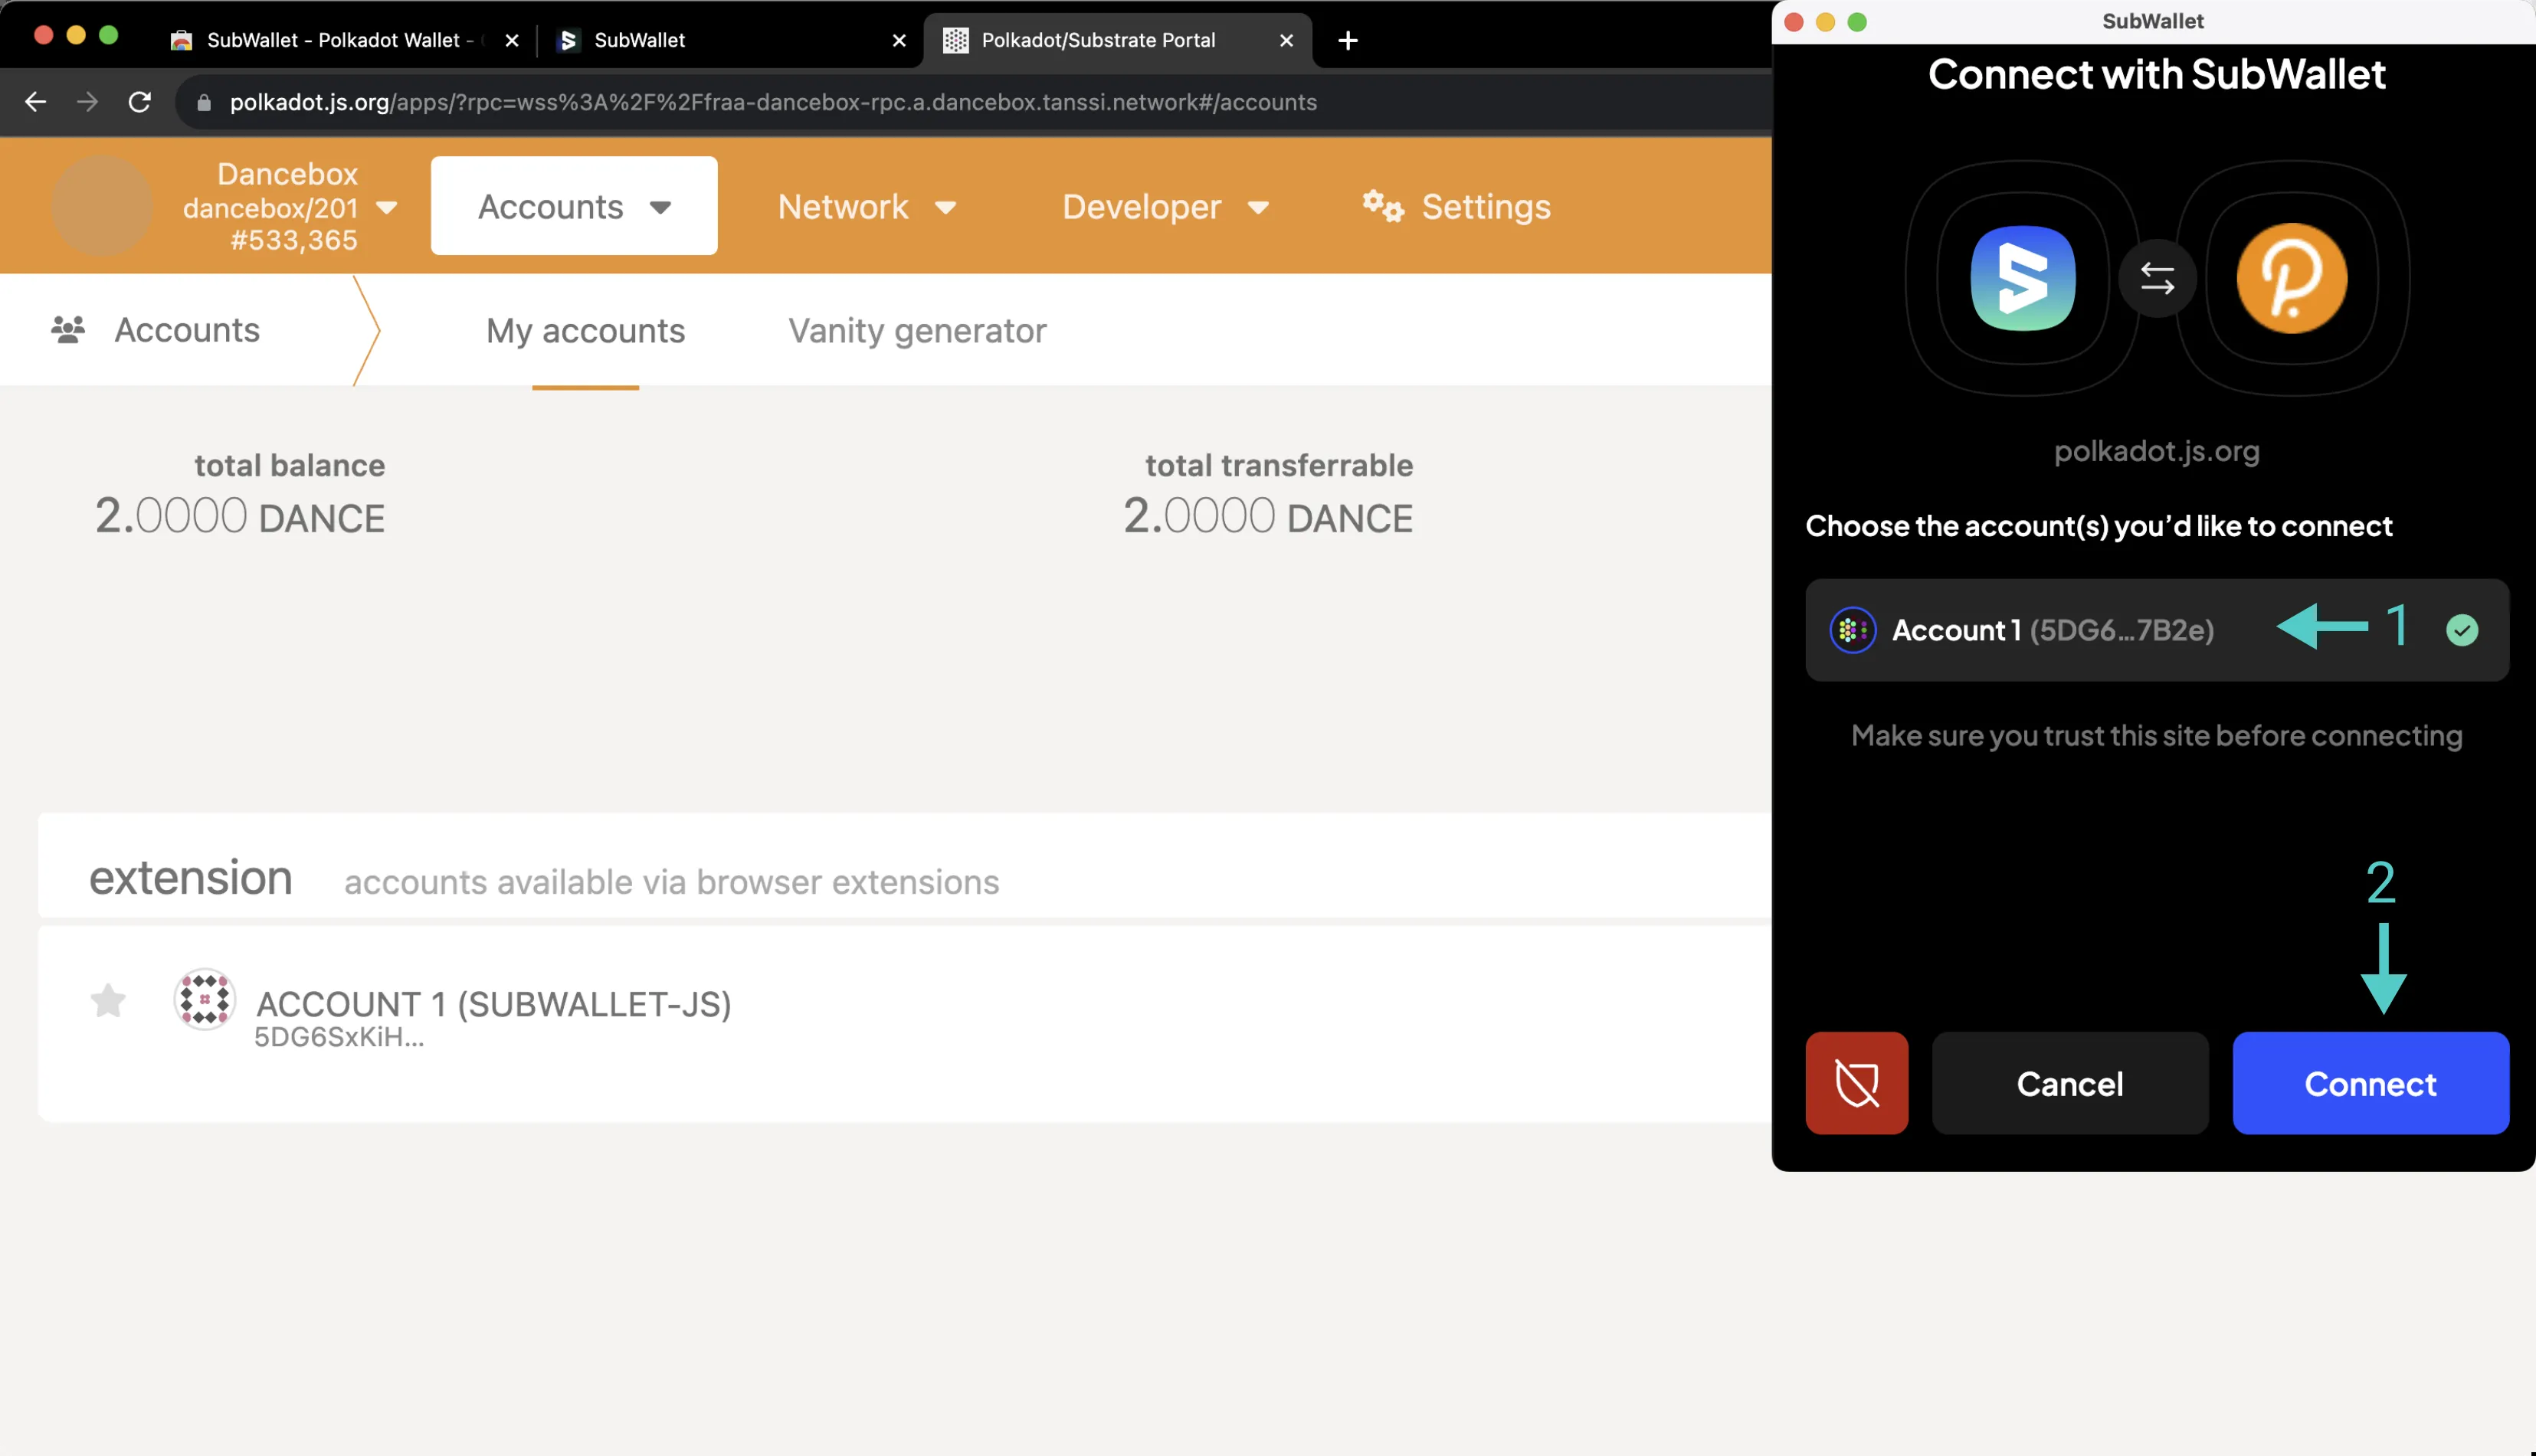 SubWallet - Polkadot Wallet -
SubWallet
Polkadot/Substrate Portal
polkadot.js.org/apps/?rpc=wss%3A%2F%2Ffraa-dancebox-rpc.a.dancebox.tanssi.network#/accounts
Dancebox
dancebox/201
#533,365
Accounts
Network
Developer
Settings
Accounts
My accounts
Vanity generator
total balance
2.0000 DANCE
total transferrable
2.0000 DANCE
extension
accounts available via browser extensions
ACCOUNT 1 (SUBWALLET-JS)
5DG6SxKiH...
SubWallet
Connect with SubWallet
polkadot.js.org
Choose the account(s) you’d like to connect
Account 1 (5DG6...7B2e)
1
Make sure you trust this site before connecting
2
Cancel
Connect